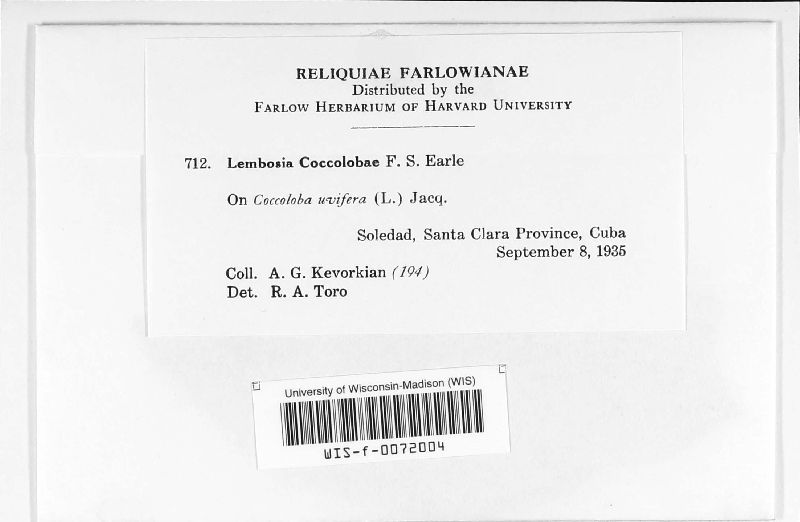 RELIQUIAE FARLOWIANAE
Distributed by the
FARLOW HERBARIUM OF HARVARD UNIVERSITY
712. Lembosia Coccolobae F. S. Earle
On Coccoloba uvifera (L.) Jacq.
Soledad, Santa Clara Province, Cuba
September 8, 1935
Coll. A. G. Kevorkian (194)
Det. R. A. Toro
University of Wisconsin-Madison (WIS)
WIS-f-0072004